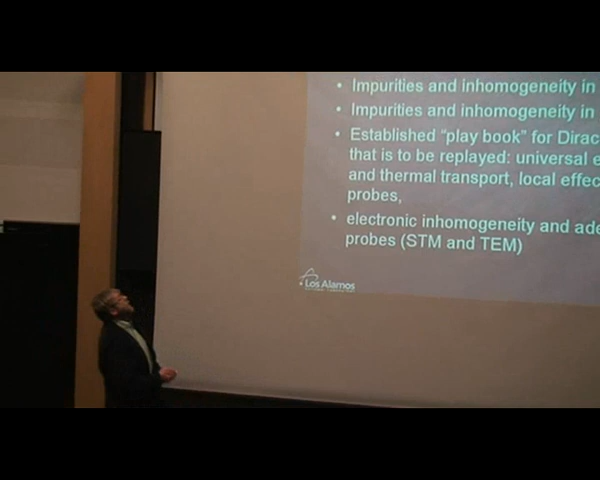 • Impurities and inhomogeneity in
• Impurities and inhomogeneity in
• Established "play book" for Dirac
that is to be replayed: universal e
and thermal transport, local effec
probes,
• electronic inhomogeneity and ade
probes (STM and TEM)
Los Alamos